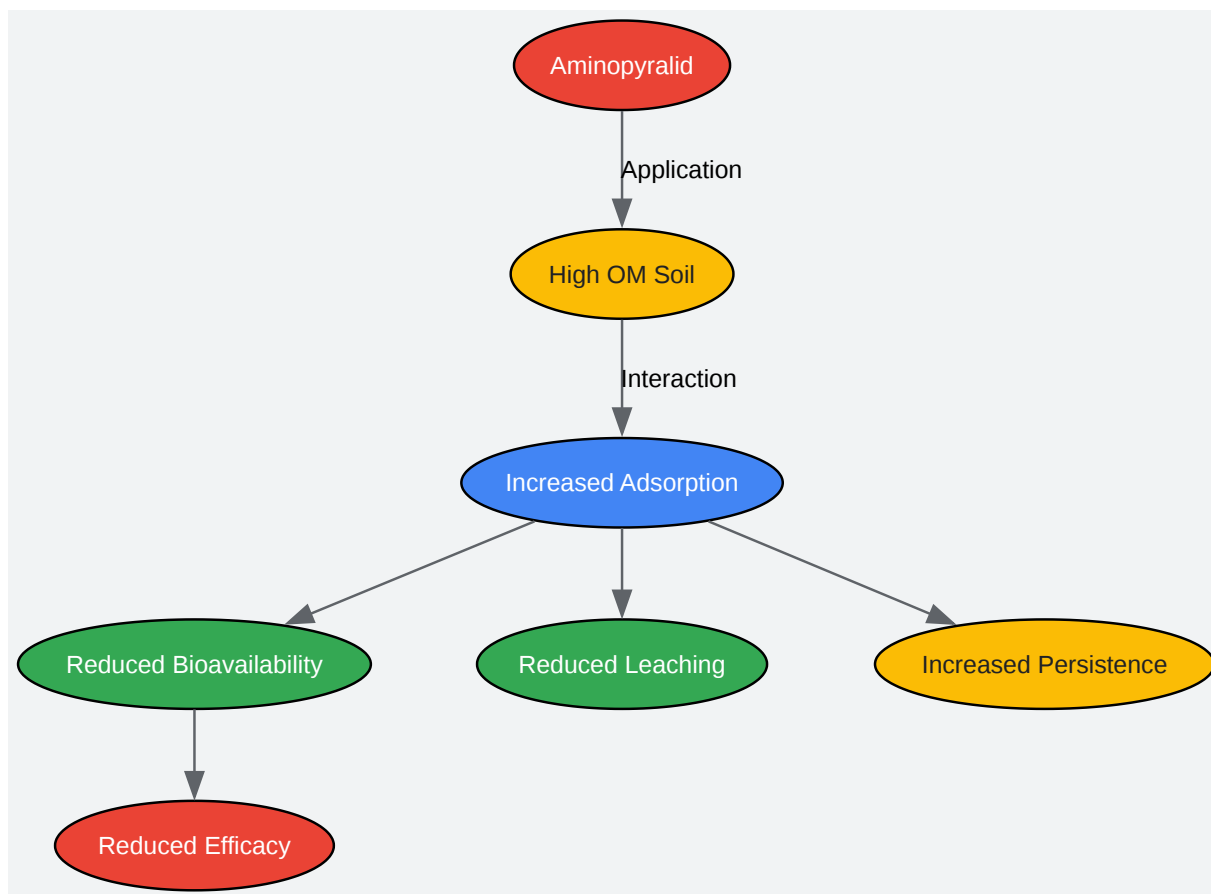 Aminopyralid
Application
High OM Soil
Interaction
Increased Adsorption
Reduced Bioavailability
Reduced Leaching
Increased Persistence
Reduced Efficacy